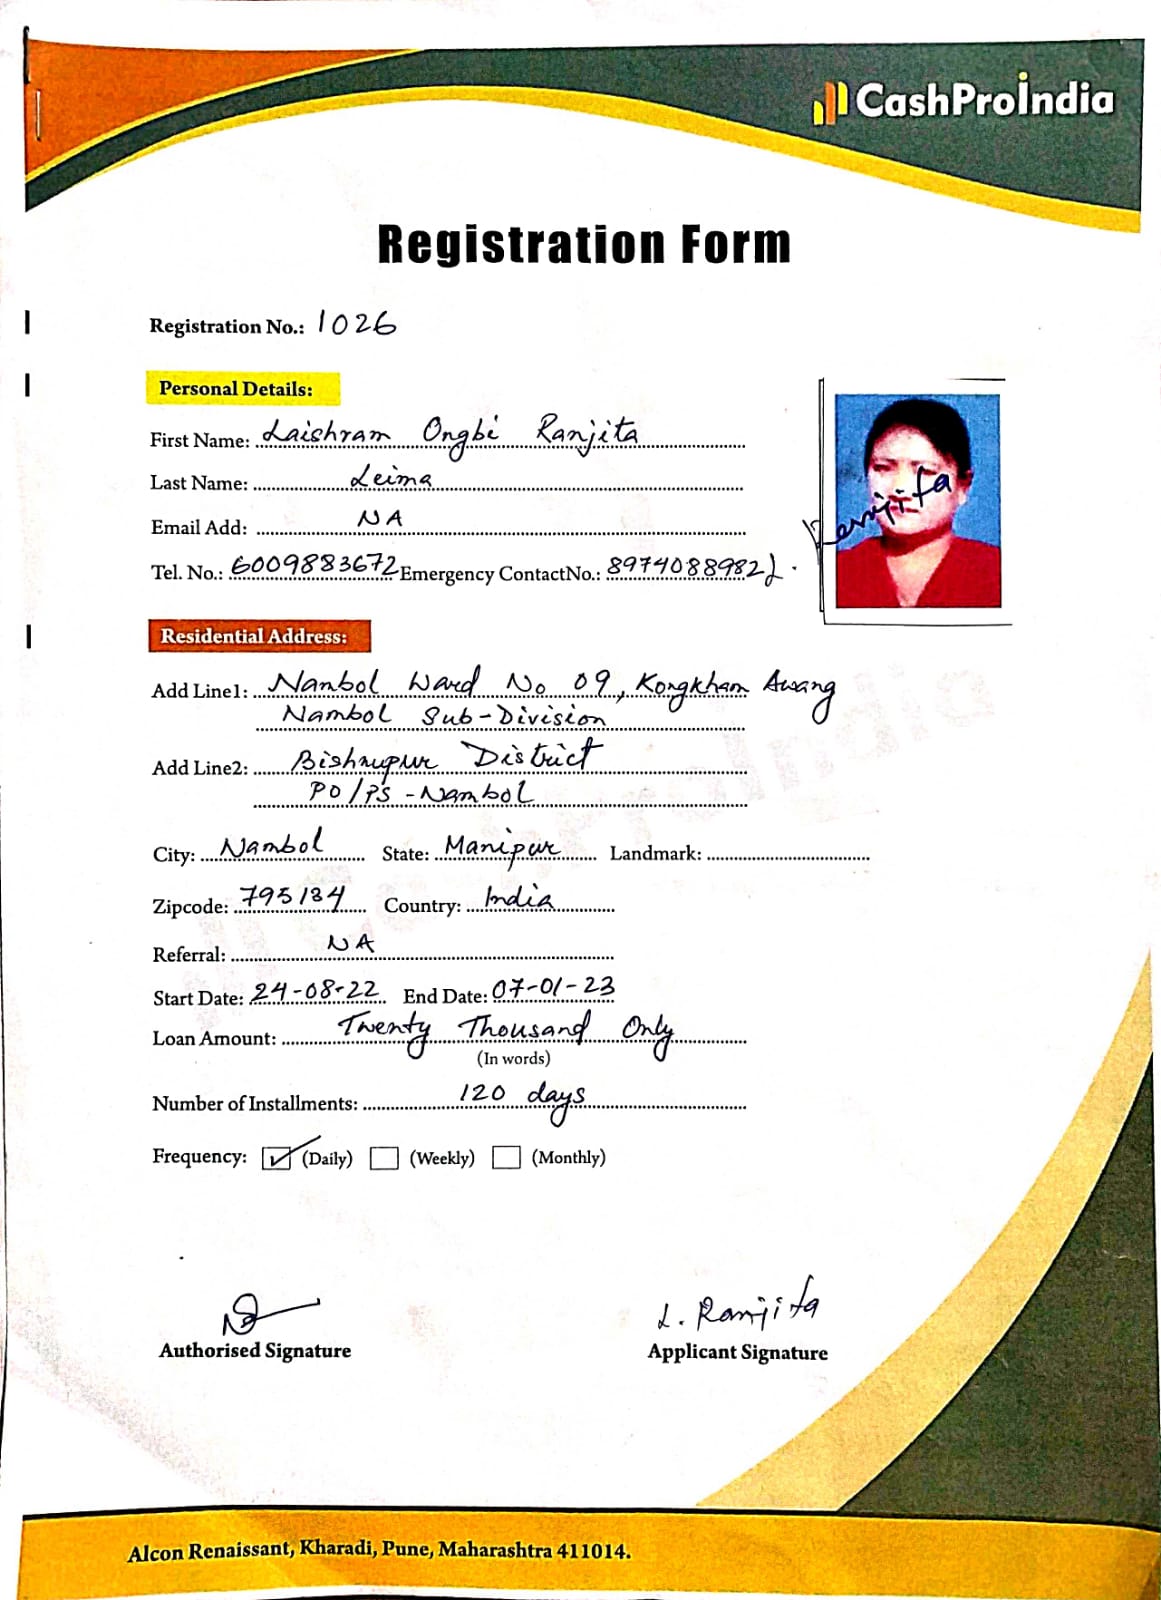 CashProIndia
Registration Form
Registration No.: 1026
Personal Details:
First Name: Laishram Ongbi Ranjita
Last Name: Leima
Email Add: NA
Tel. No.: 6009883672 Emergency ContactNo.: 8974088982
L. Ranjita
Residential Address:
Add Line1: Nambol Ward No 09, Kongkham Awang
Nambol Sub-Division
Add Line2: Bishnupur District
PO/PS - Nambol
City: Nambol State: Manipur Landmark:
Zipcode: 795134 Country: India
Referral: NA
Start Date: 24-08-22 End Date: 07-01-23
Loan Amount: Twenty Thousand Only
(In words)
Number of Installments: 120 days
Frequency: (Daily) (Weekly) (Monthly)
L. Ranjita
Authorised Signature Applicant Signature
Alcon Renaissant, Kharadi, Pune, Maharashtra 411014.